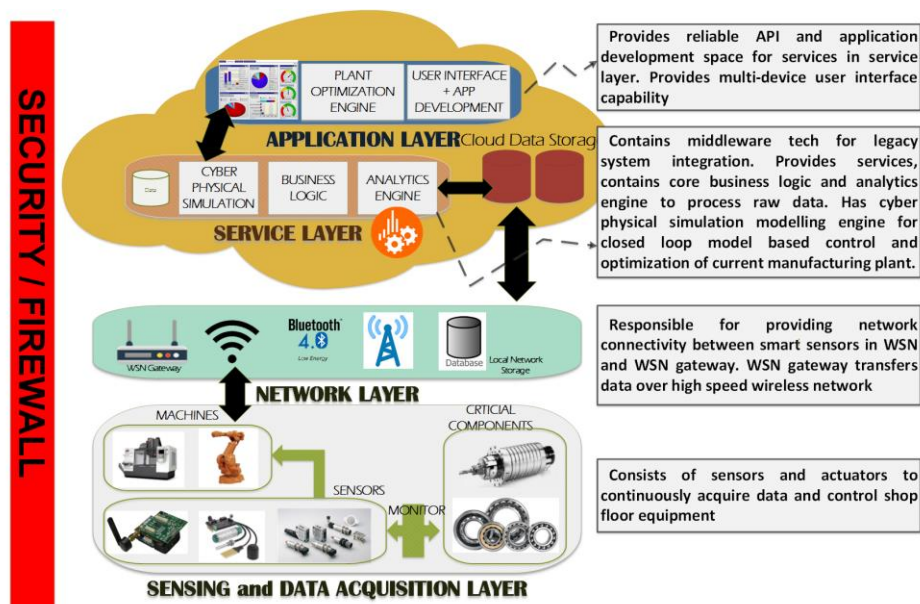 SECURITY / FIREWALL
PLANT
OPTIMIZATION
ENGINE
USER INTERFACE
+ APP
DEVELOPMENT
APPLICATION LAYER
Cloud Data Storag
Data
CYBER
PHYSICAL
SIMULATION
BUSINESS
LOGIC
ANALYTICS
ENGINE
SERVICE LAYER
WSN Gateway
Bluetooth
4.0
Low Energy
Database
Local Network
Storage
NETWORK LAYER
MACHINES
CRTICIAL
COMPONENTS
SENSORS
MONITOR
SENSING and DATA ACQUISITION LAYER
Provides reliable API and application
development space for services in service
layer. Provides multi-device user interface
capability
Contains middleware tech for legacy
system integration. Provides services,
contains core business logic and analytics
engine to process raw data. Has cyber
physical simulation modelling engine for
closed loop model based control and
optimization of current manufacturing plant.
Responsible for providing network
connectivity between smart sensors in WSN
and WSN gateway. WSN gateway transfers
data over high speed wireless network
Consists of sensors and actuators to
continuously acquire data and control shop
floor equipment